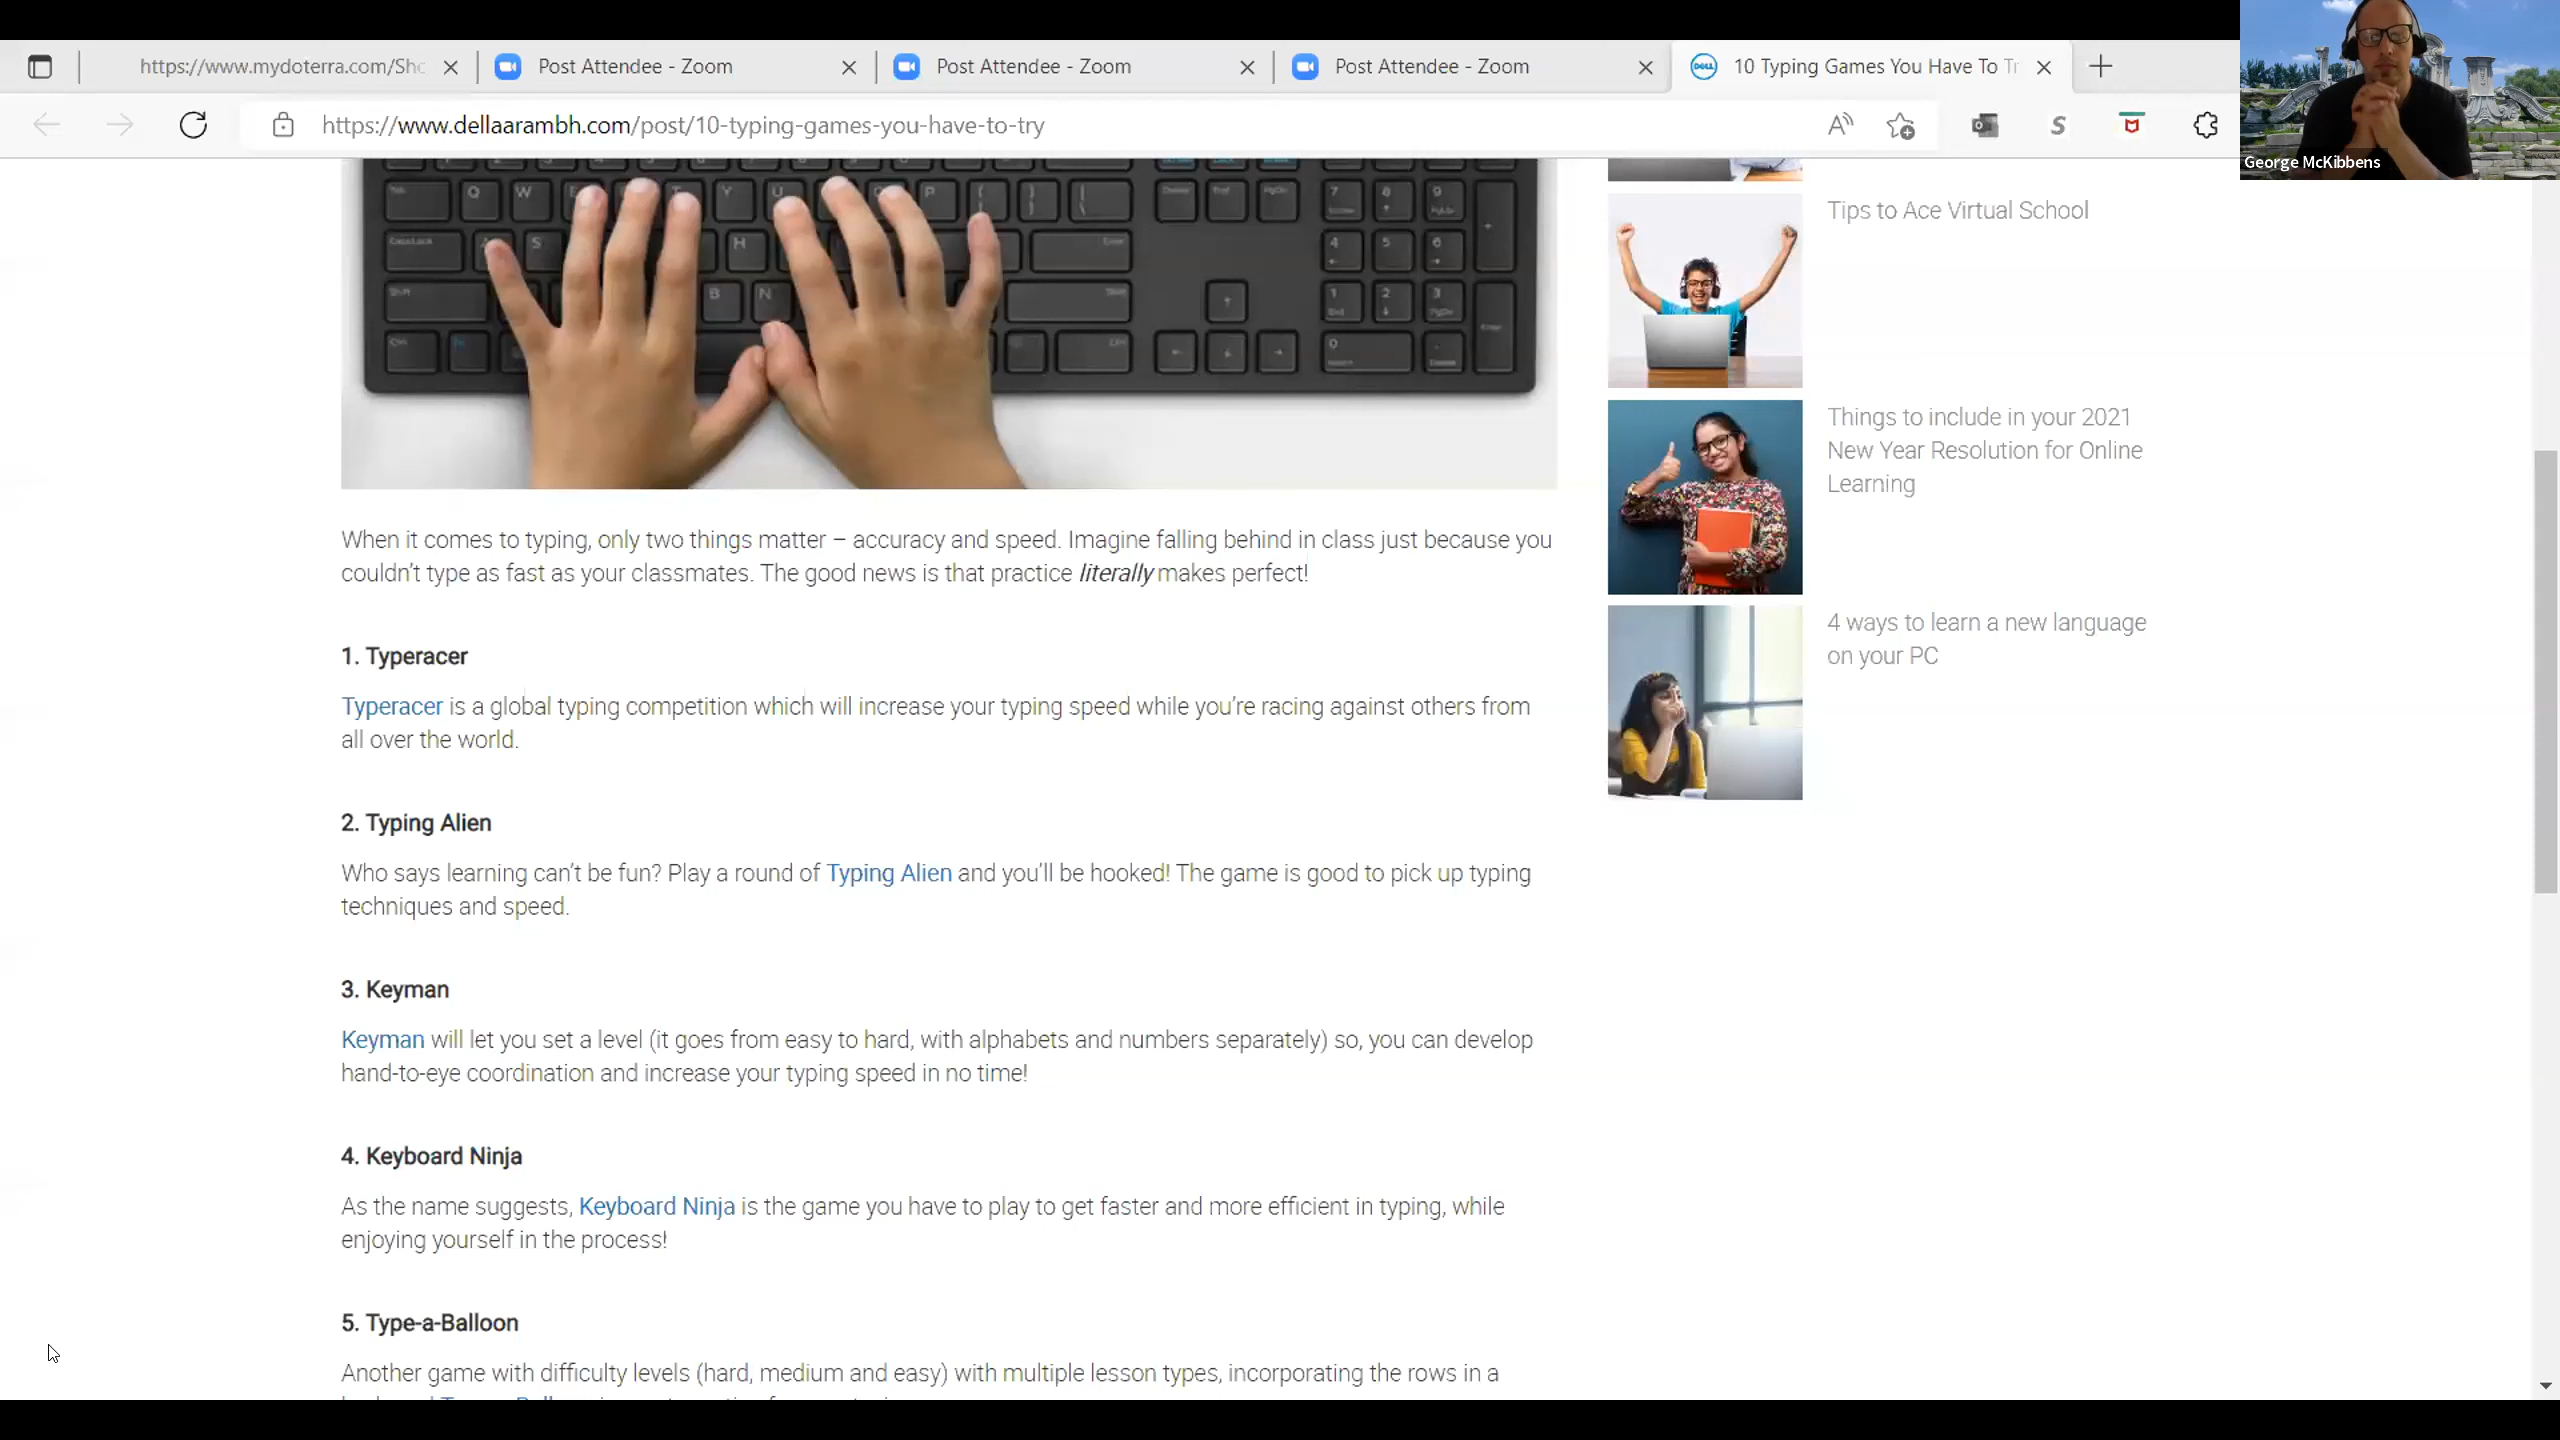 https://www.mydoterra.com/Sho
Post Attendee - Zoom
Post Attendee - Zoom
Post Attendee - Zoom
10 Typing Games You Have To Tr
https://www.dellaarambh.com/post/10-typing-games-you-have-to-try
George McKibbens
Q W Y U P
S H
B N
7 8 9
4 5 6
1 2 3
0
When it comes to typing, only two things matter – accuracy and speed. Imagine falling behind in class just because you
couldn't type as fast as your classmates. The good news is that practice literally makes perfect!
1. Typeracer
Typeracer is a global typing competition which will increase your typing speed while you're racing against others from
all over the world.
2. Typing Alien
Who says learning can't be fun? Play a round of Typing Alien and you'll be hooked! The game is good to pick up typing
techniques and speed.
3. Keyman
Keyman will let you set a level (it goes from easy to hard, with alphabets and numbers separately) so, you can develop
hand-to-eye coordination and increase your typing speed in no time!
4. Keyboard Ninja
As the name suggests, Keyboard Ninja is the game you have to play to get faster and more efficient in typing, while
enjoying yourself in the process!
5. Type-a-Balloon
Another game with difficulty levels (hard, medium and easy) with multiple lesson types, incorporating the rows in a
Tips to Ace Virtual School
Things to include in your 2021
New Year Resolution for Online
Learning
4 ways to learn a new language
on your PC